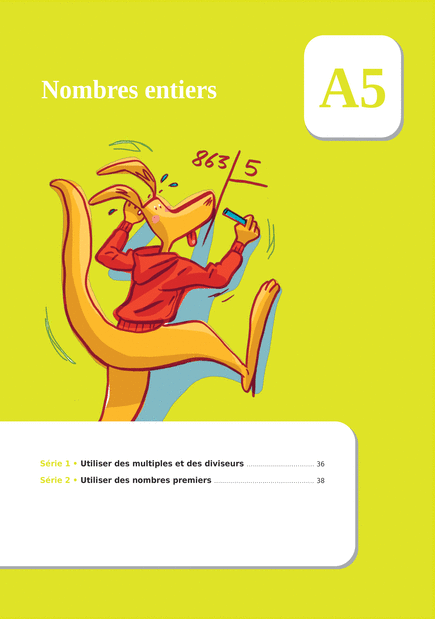 Nombres entiers
A5
863 5
Série 1 • Utiliser des multiples et des diviseurs ................................ 36
Série 2 • Utiliser des nombres premiers ................................................ 38